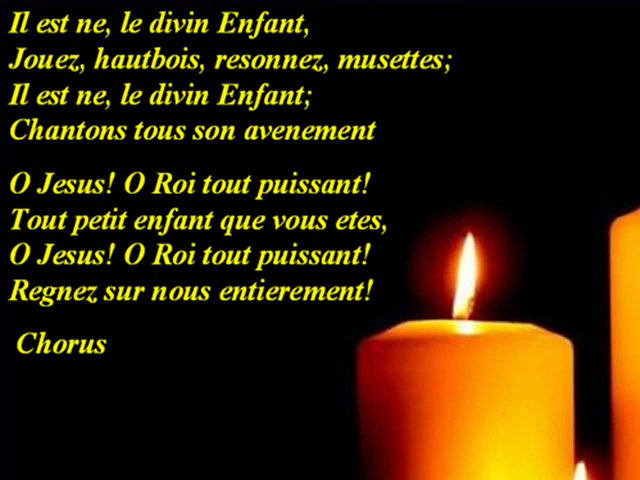 Il est ne, le divin Enfant,
Jouez, hautbois, resonnez, musettes;
Il est ne, le divin Enfant;
Chantons tous son avenement
O Jesus! O Roi tout puissant!
Tout petit enfant que vous etes,
O Jesus! O Roi tout puissant!
Regnez sur nous entierement!
Chorus